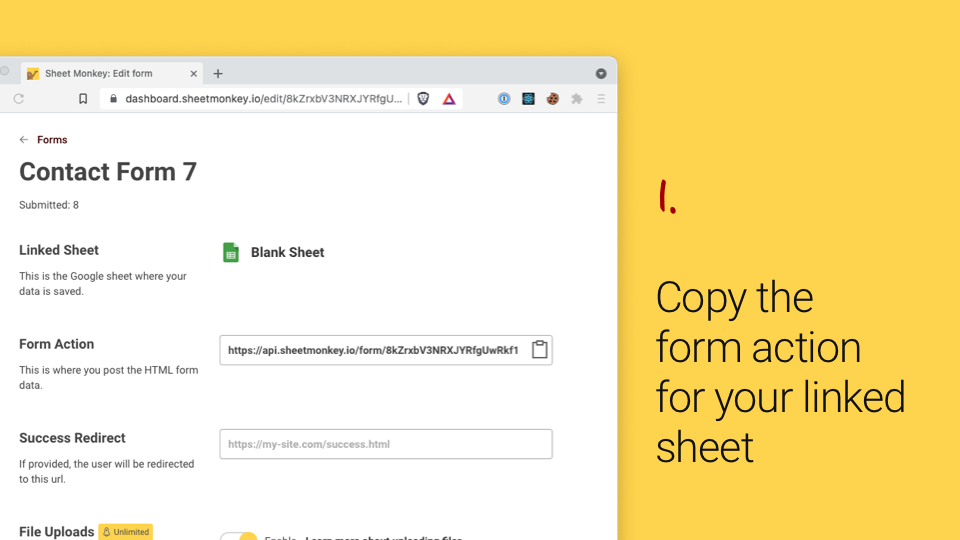 Sheet Monkey: Edit form
dashboard.sheetmonkey.io/edit/8kZrxbV3NRXJYRfgU...
Forms
Contact Form 7
Submitted: 8
Linked Sheet
Blank Sheet
This is the Google sheet where your
data is saved.
Form Action
https://api.sheetmonkey.io/form/8kZrxbV3NRXJYRfgUwRkf1
This is where you post the HTML form
data.
Success Redirect
https://my-site.com/success.html
If provided, the user will be redirected
to this url.
File Uploads Unlimited
Enable. Learn more about uploading files
1.
Copy the
form action
for your linked
sheet